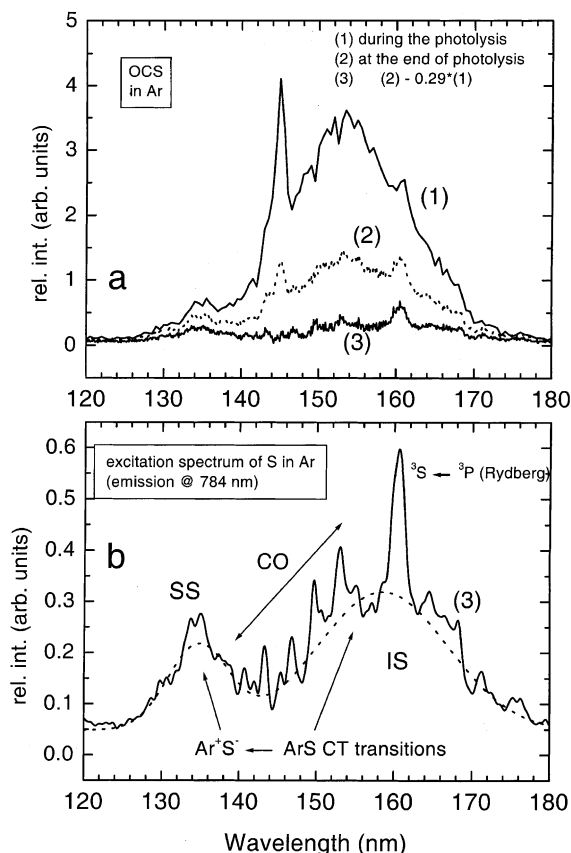 5
4
3
2
1
0
rel. int. (arb. units)
OCS
in Ar
(1) during the photolysis
(2) at the end of photolysis
(3) (2) - 0.29*(1)
(1)
(2)
(3)
a
120 130 140 150 160 170 180
0.6
0.5
0.4
0.3
0.2
0.1
0.0
rel. int. (arb. units)
excitation spectrum of S in Ar
(emission @ 784 nm)
³S ← ³P (Rydberg)
b
CO
SS
(3)
IS
Ar⁺S⁻ ← ArS CT transitions
120 130 140 150 160 170 180
Wavelength (nm)